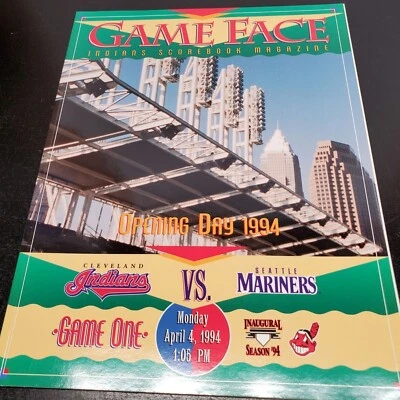 GAME FACE
INDIANS SCOREBOOK MAGAZINE
OPENING DAY 1994
CLEVELAND
Indians
VS.
SEATTLE
MARINERS
GAME ONE
Monday
April 4, 1994
1:05 PM
INAUGURAL
SEASON '94